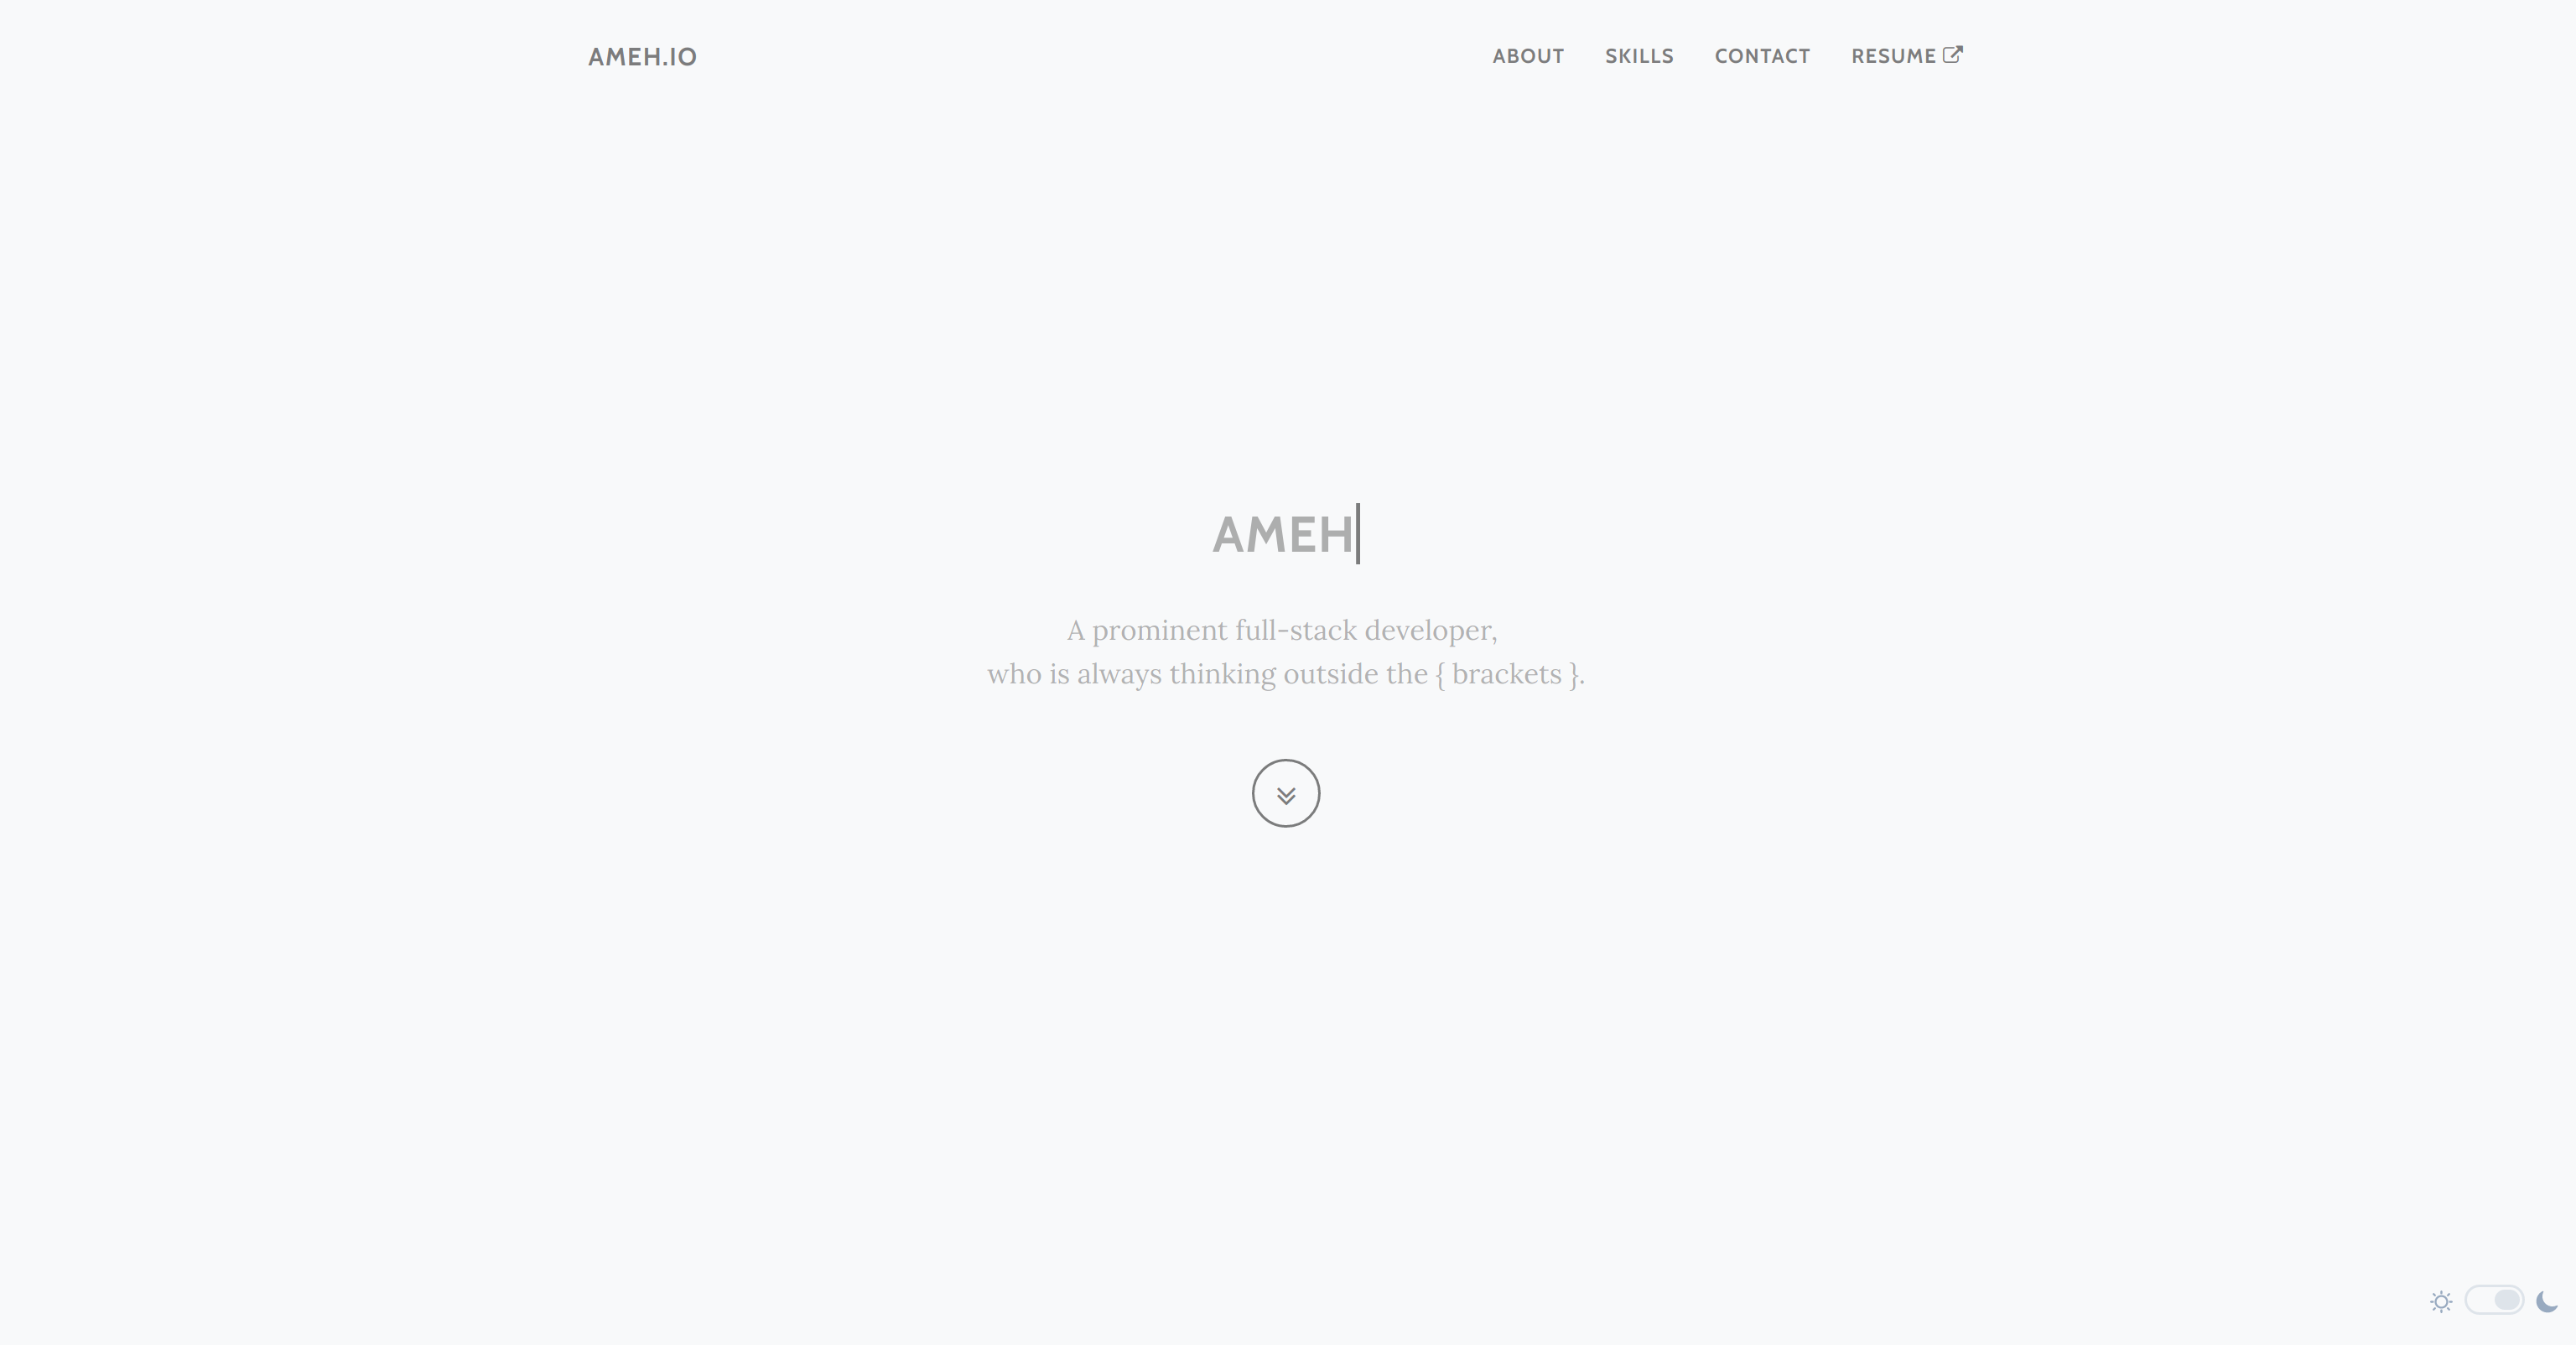 AMEH.IO
ABOUT SKILLS CONTACT RESUME
AMEH
A prominent full-stack developer,
who is always thinking outside the { brackets }.